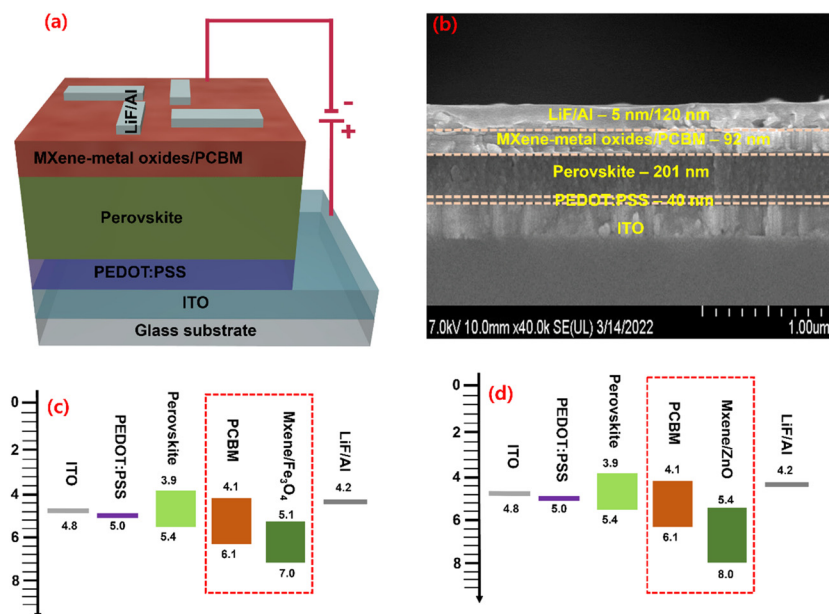 (a)
LiF/Al
-
+
MXene-metal oxides/PCBM
Perovskite
PEDOT:PSS
ITO
Glass substrate
(b)
LiF/Al – 5 nm/120 nm
MXene-metal oxides/PCBM – 92 nm
Perovskite – 201 nm
PEDOT:PSS – 40 nm
ITO
7.0kV 10.0mm x40.0k SE(UL) 3/14/2022
1.00um
(c)
0
2
4
6
8
ITO
4.8
PEDOT:PSS
5.0
Perovskite
3.9
5.4
PCBM
4.1
6.1
Mxene/Fe₃O₄
5.1
7.0
LiF/Al
4.2
(d)
0
2
4
6
8
ITO
4.8
PEDOT:PSS
5.0
Perovskite
3.9
5.4
PCBM
4.1
6.1
Mxene/ZnO
5.4
8.0
LiF/Al
4.2